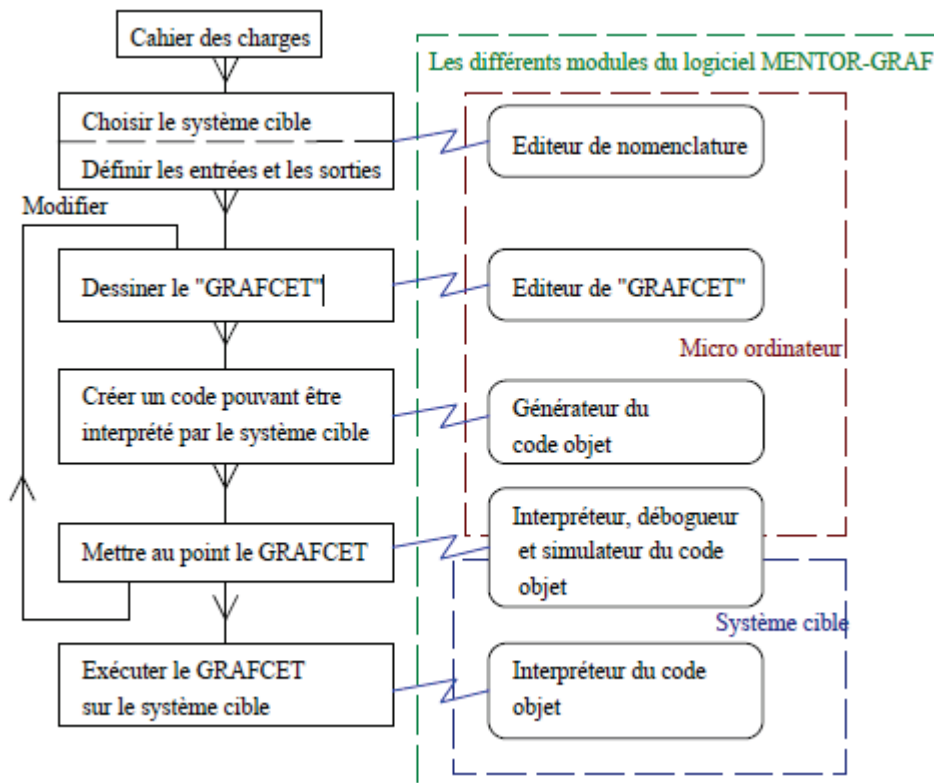 Cahier des charges
Les différents modules du logiciel MENTOR-GRAF
Choisir le système cible
Définir les entrées et les sorties
Editeur de nomenclature
Modifier
Dessiner le "GRAFCET"
Editeur de "GRAFCET"
Micro ordinateur
Créer un code pouvant être
interprété par le système cible
Générateur du
code objet
Mettre au point le GRAFCET
Interpréteur, débogueur
et simulateur du code
objet
Système cible
Exécuter le GRAFCET
sur le système cible
Interpréteur du code
objet